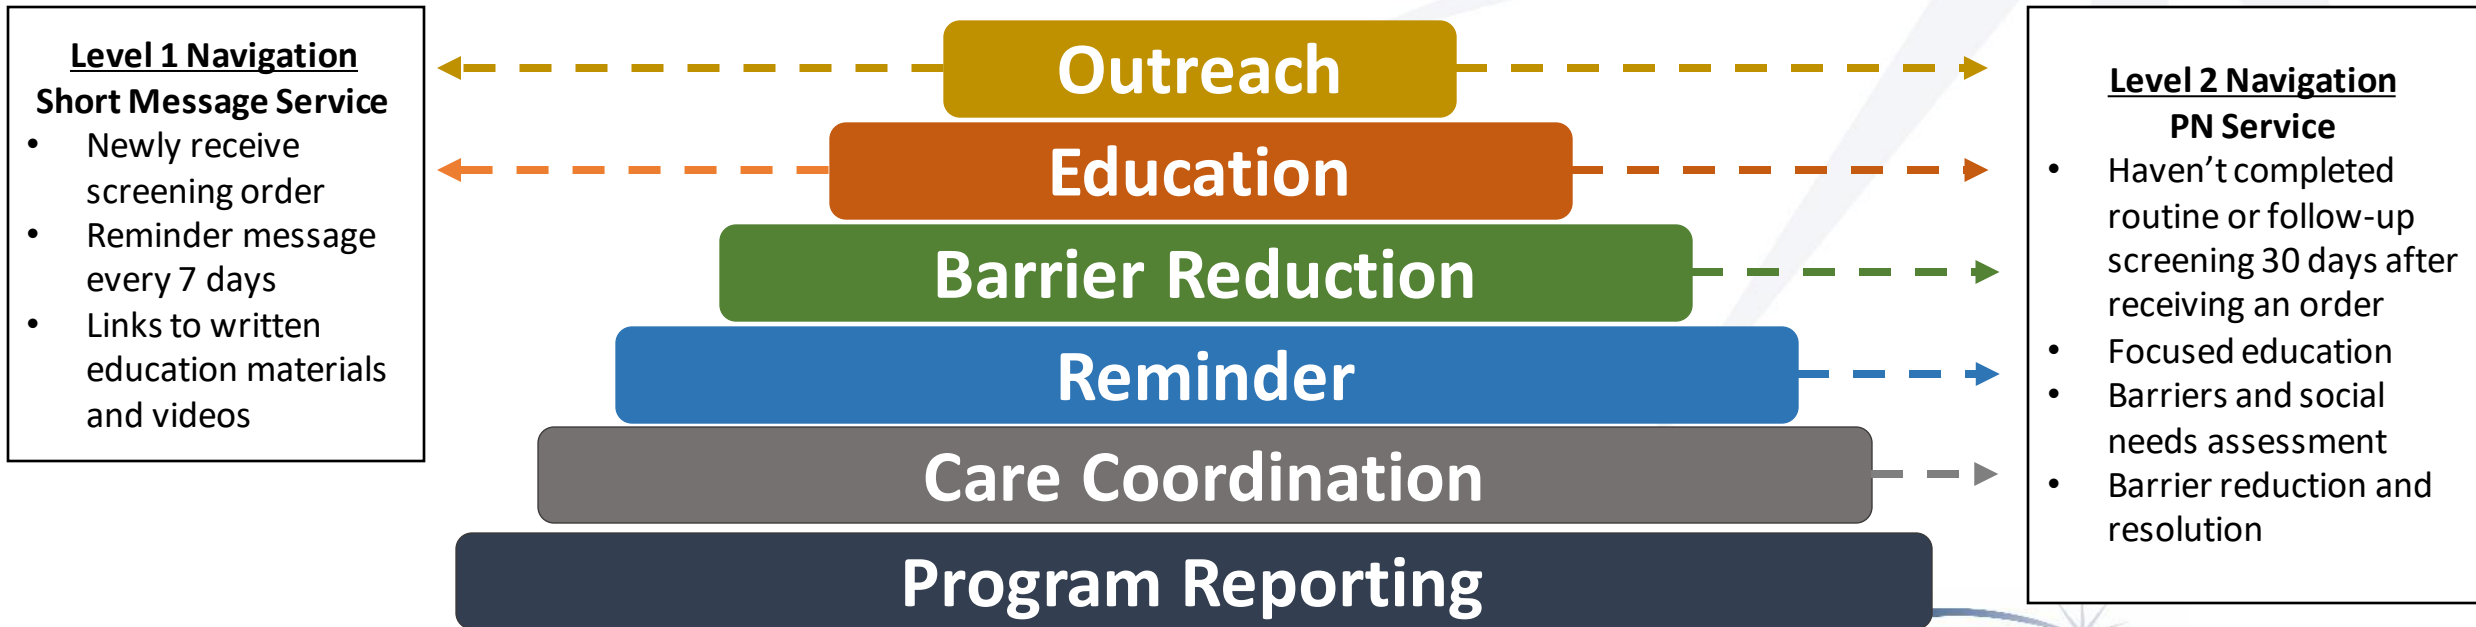 Level 1 Navigation
Short Message Service
• Newly receive
screening order
• Reminder message
every 7 days
• Links to written
education materials
and videos
Outreach
Education
Barrier Reduction
Reminder
Care Coordination
Program Reporting
Level 2 Navigation
PN Service
• Haven’t completed
routine or follow-up
screening 30 days after
receiving an order
• Focused education
• Barriers and social
needs assessment
• Barrier reduction and
resolution